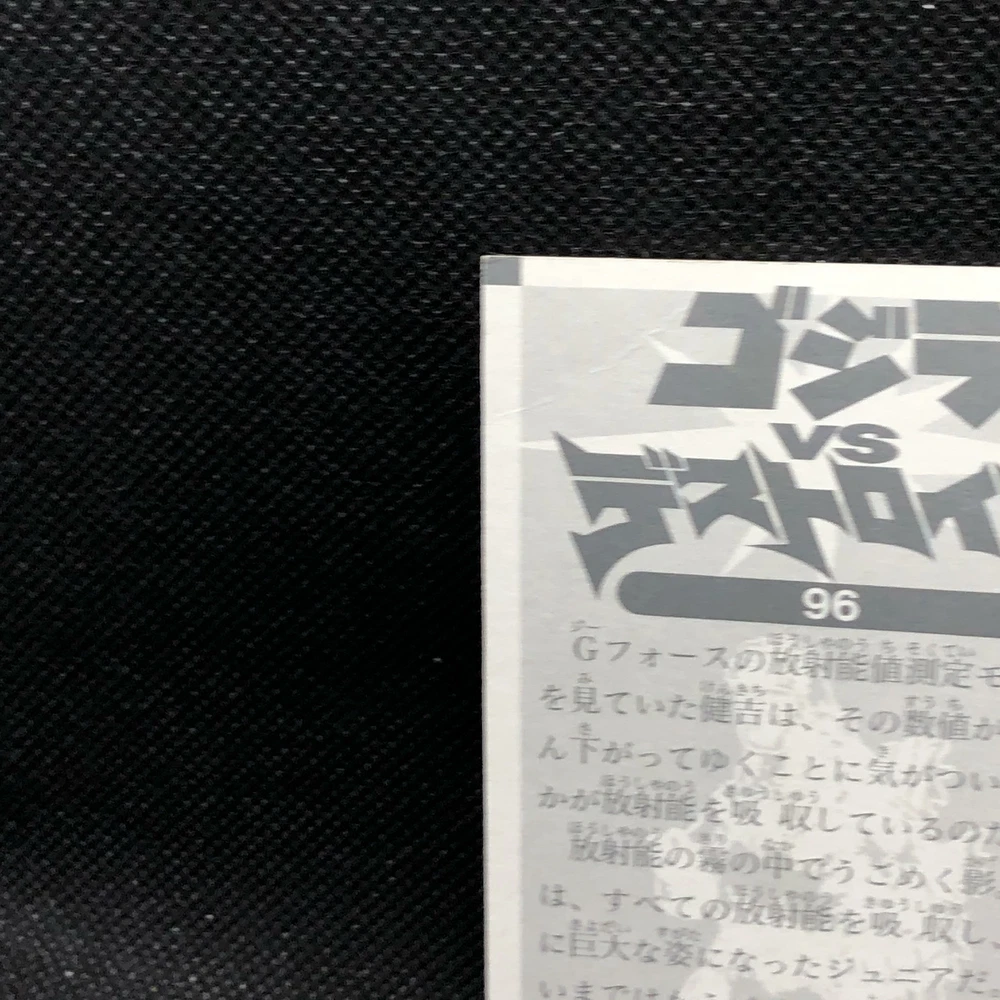 ゴジ
VS
デストロイ
96
Gフォースの放射能値測定モ
を見ていた健吉は、その数値が
ん下がってゆくことに気がつい
かが放射能を吸収しているのだ
放射能の霧の中でうごめく影
は、すべての放射能を吸収し、
に巨大な姿になったジュニアだっ